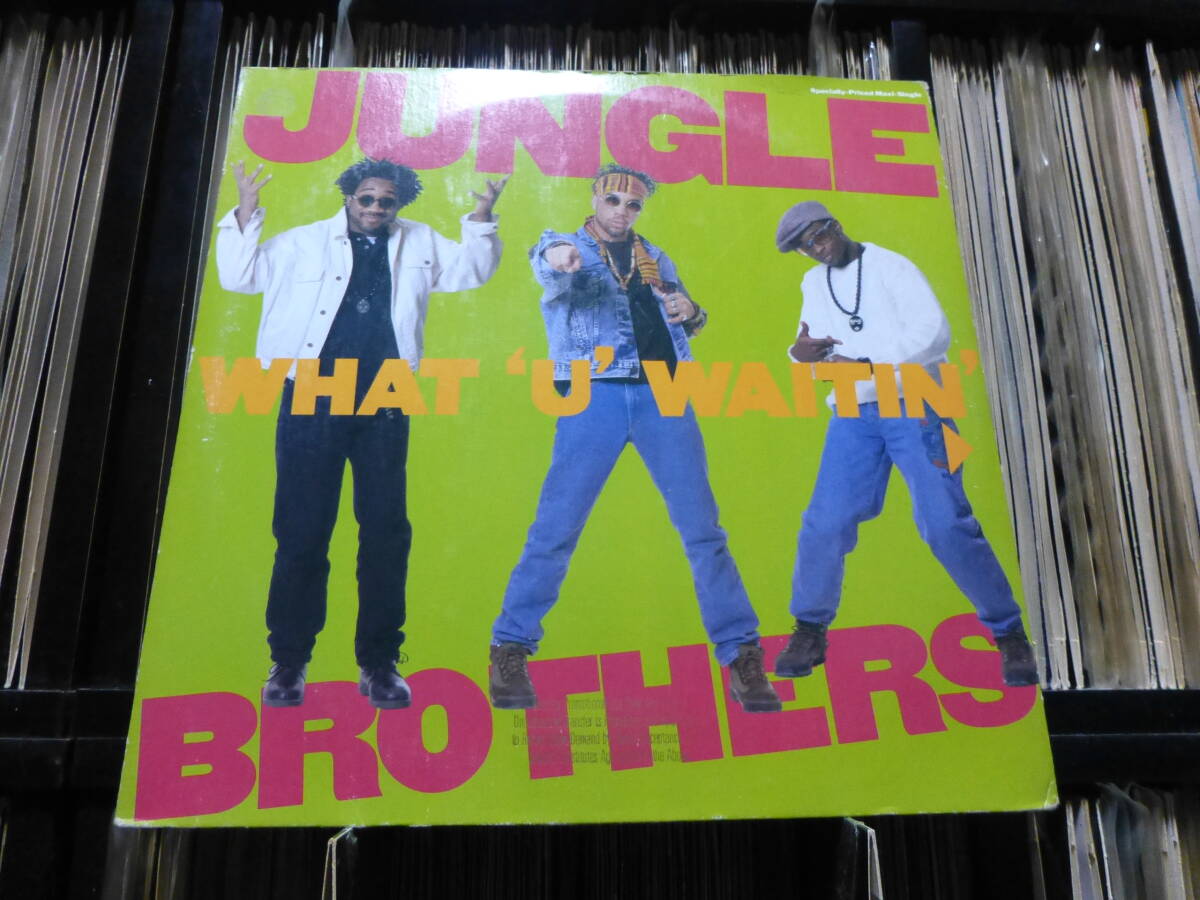 Specially-Priced Maxi-Single
JUNGLE
WHAT 'U' WAITIN'
BROTHERS